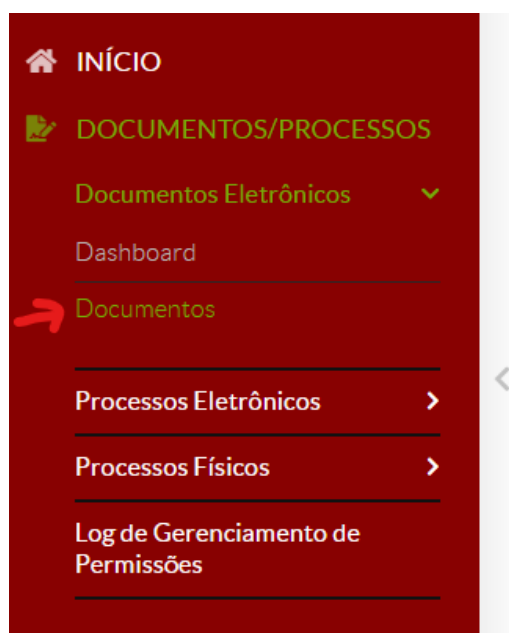 INÍCIO
DOCUMENTOS/PROCESSOS
Documentos Eletrônicos
Dashboard
Documentos
Processos Eletrônicos
Processos Físicos
Log de Gerenciamento de
Permissões